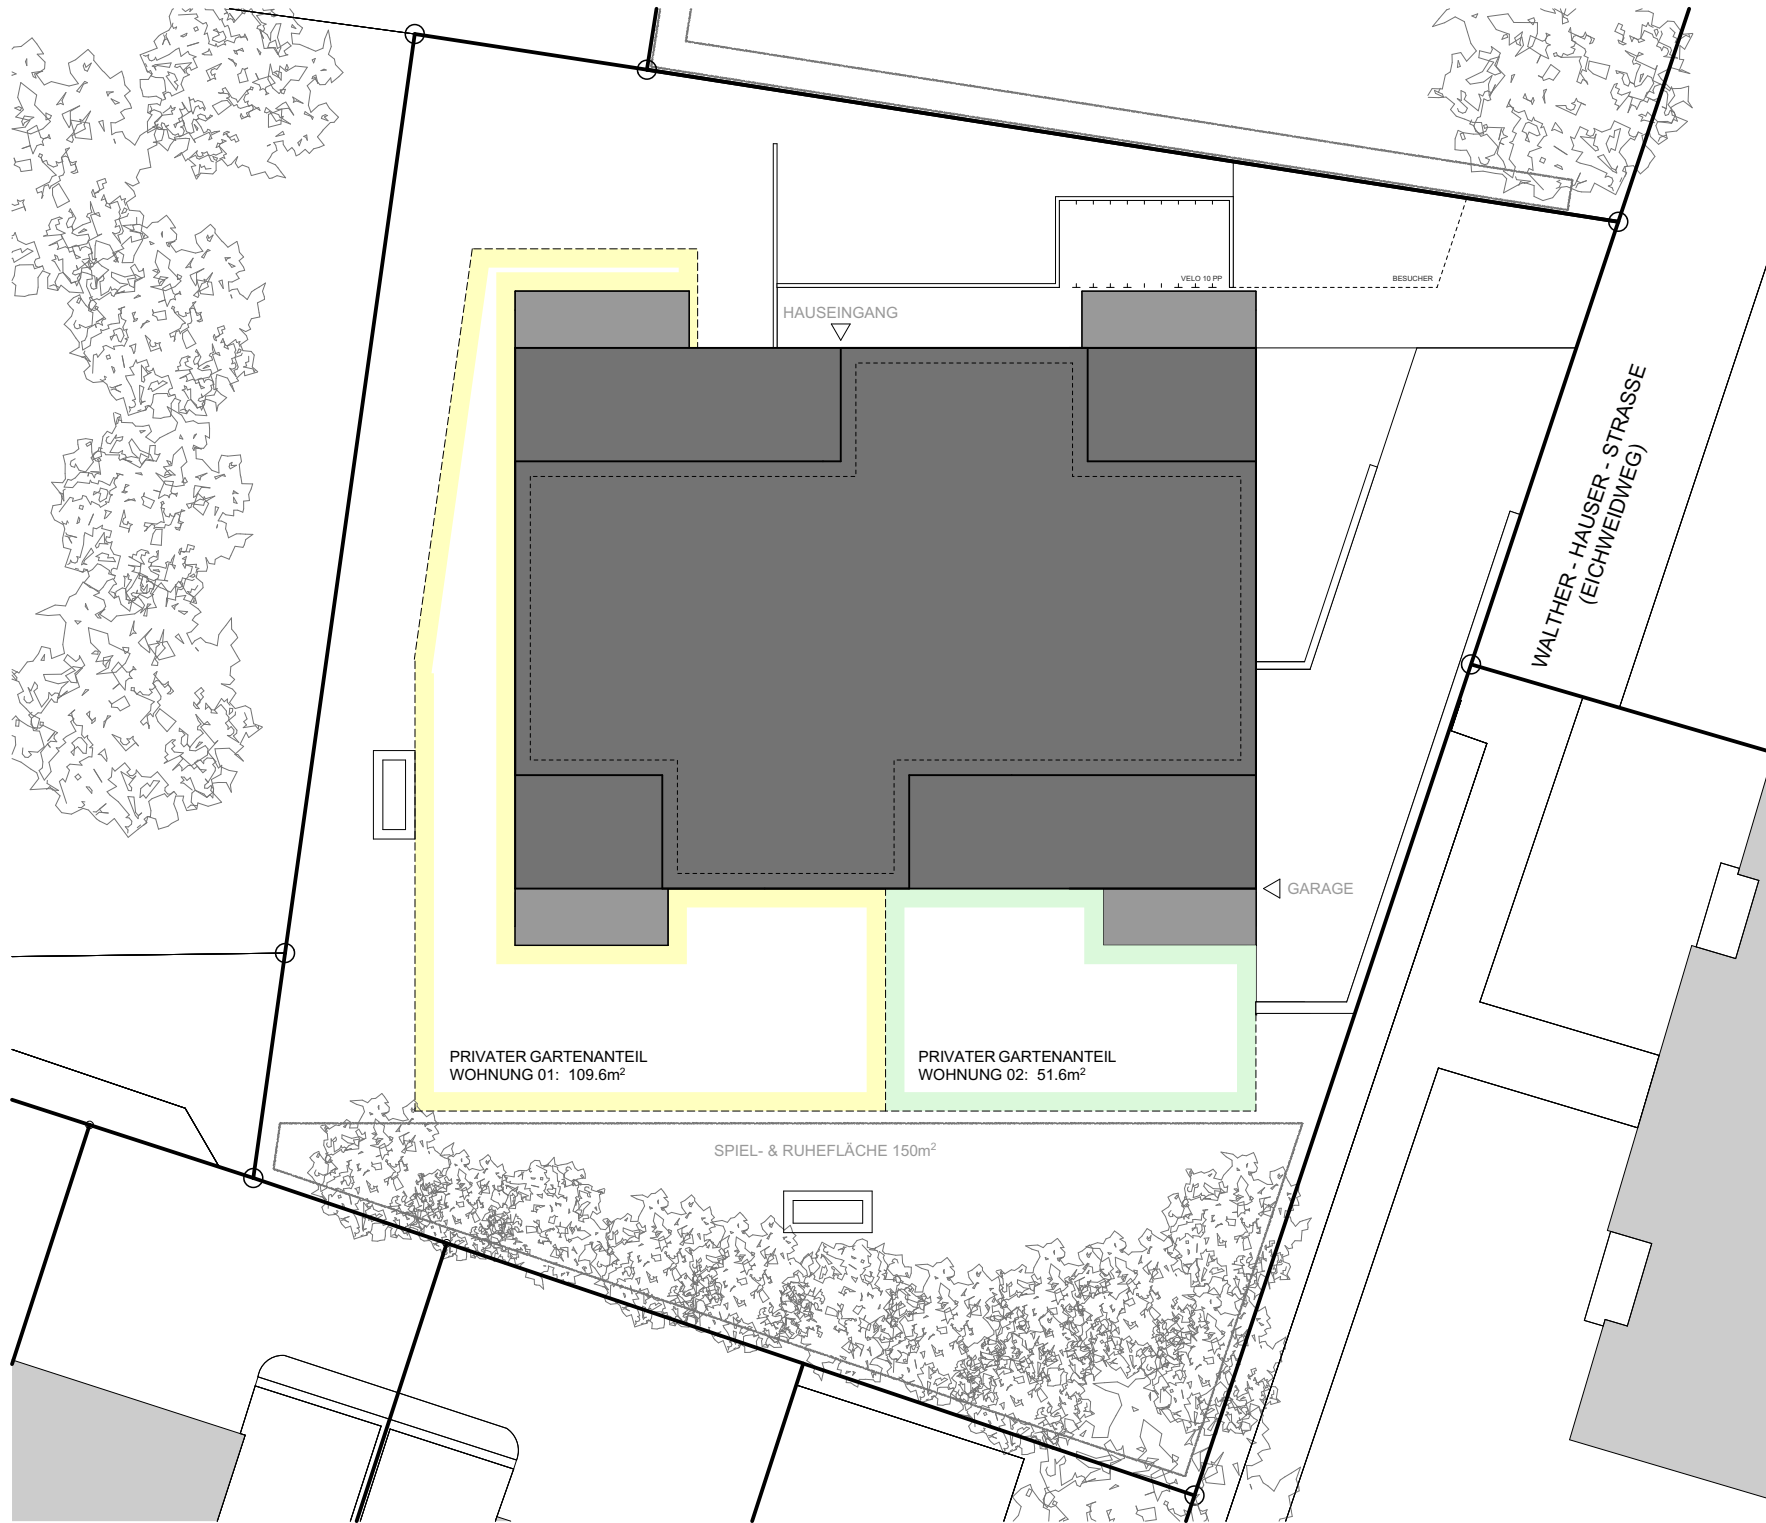 VELO 10 PP
BESUCHER
HAUSEINGANG
WALTHER - HAUSER - STRASSE
(EICHWEIDWEG)
GARAGE
PRIVATER GARTENANTEIL
WOHNUNG 01: 109.6m²
PRIVATER GARTENANTEIL
WOHNUNG 02: 51.6m²
SPIEL- & RUHEFLÄCHE 150m²